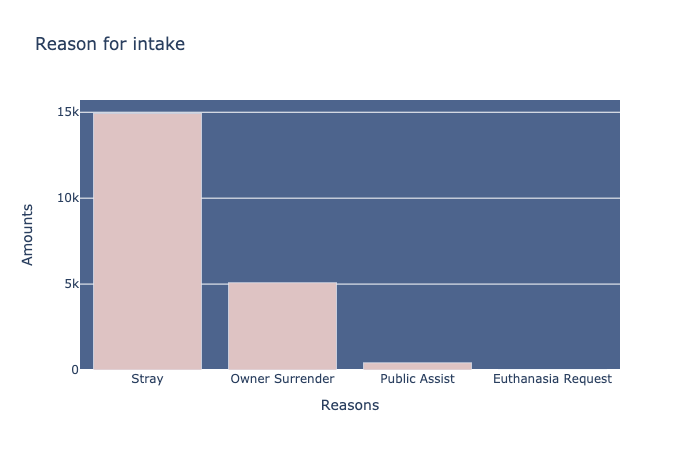 Reason for intake
15k
10k
5k
0
Amounts
Stray
Owner Surrender
Public Assist
Euthanasia Request
Reasons